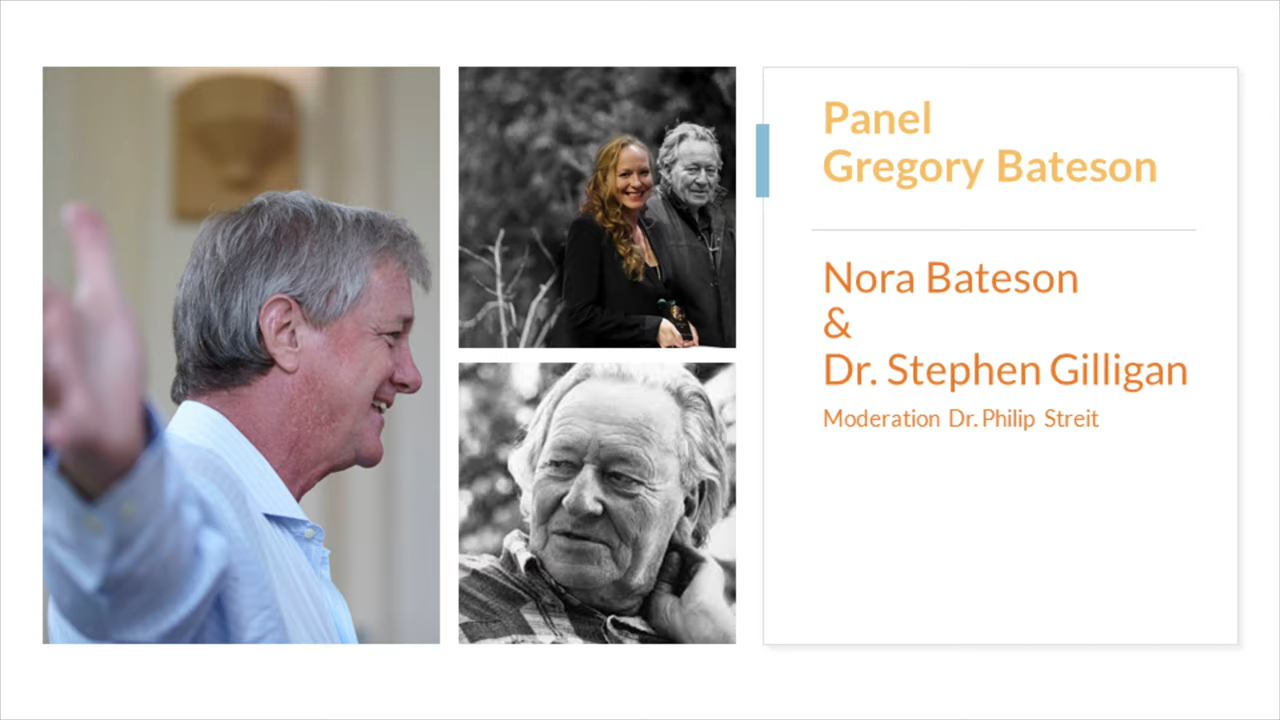 Panel
Gregory Bateson
Nora Bateson
&
Dr. Stephen Gilligan
Moderation Dr. Philip Streit